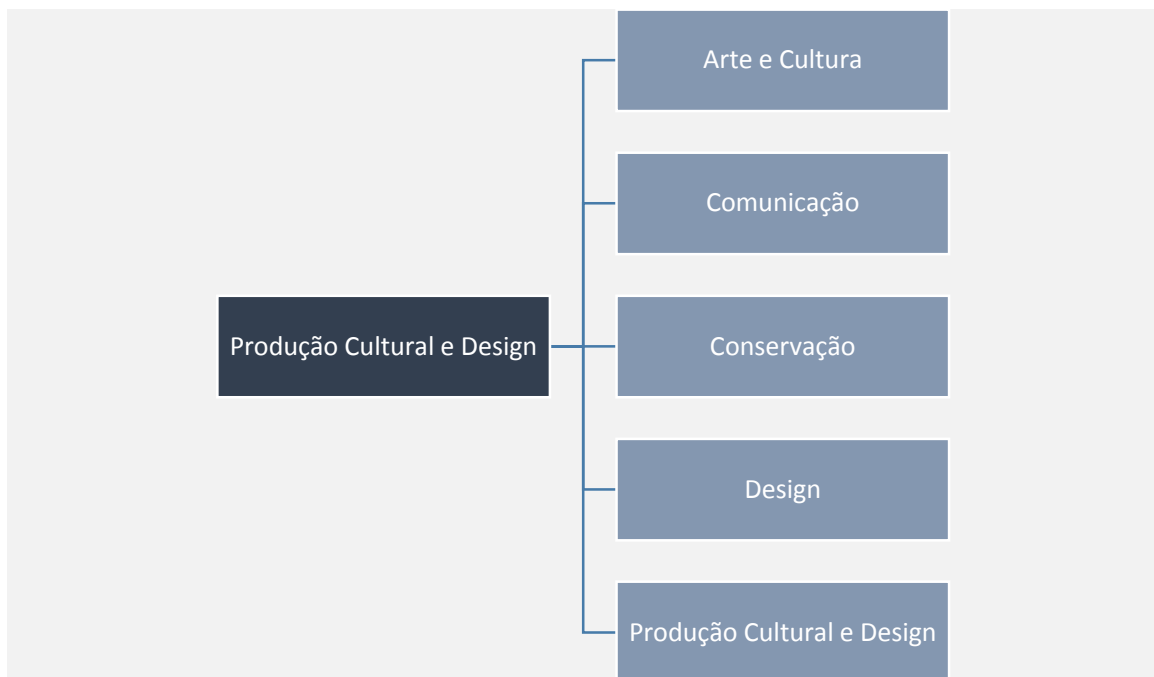 Arte e Cultura
Comunicação
Produção Cultural e Design
Conservação
Design
Produção Cultural e Design